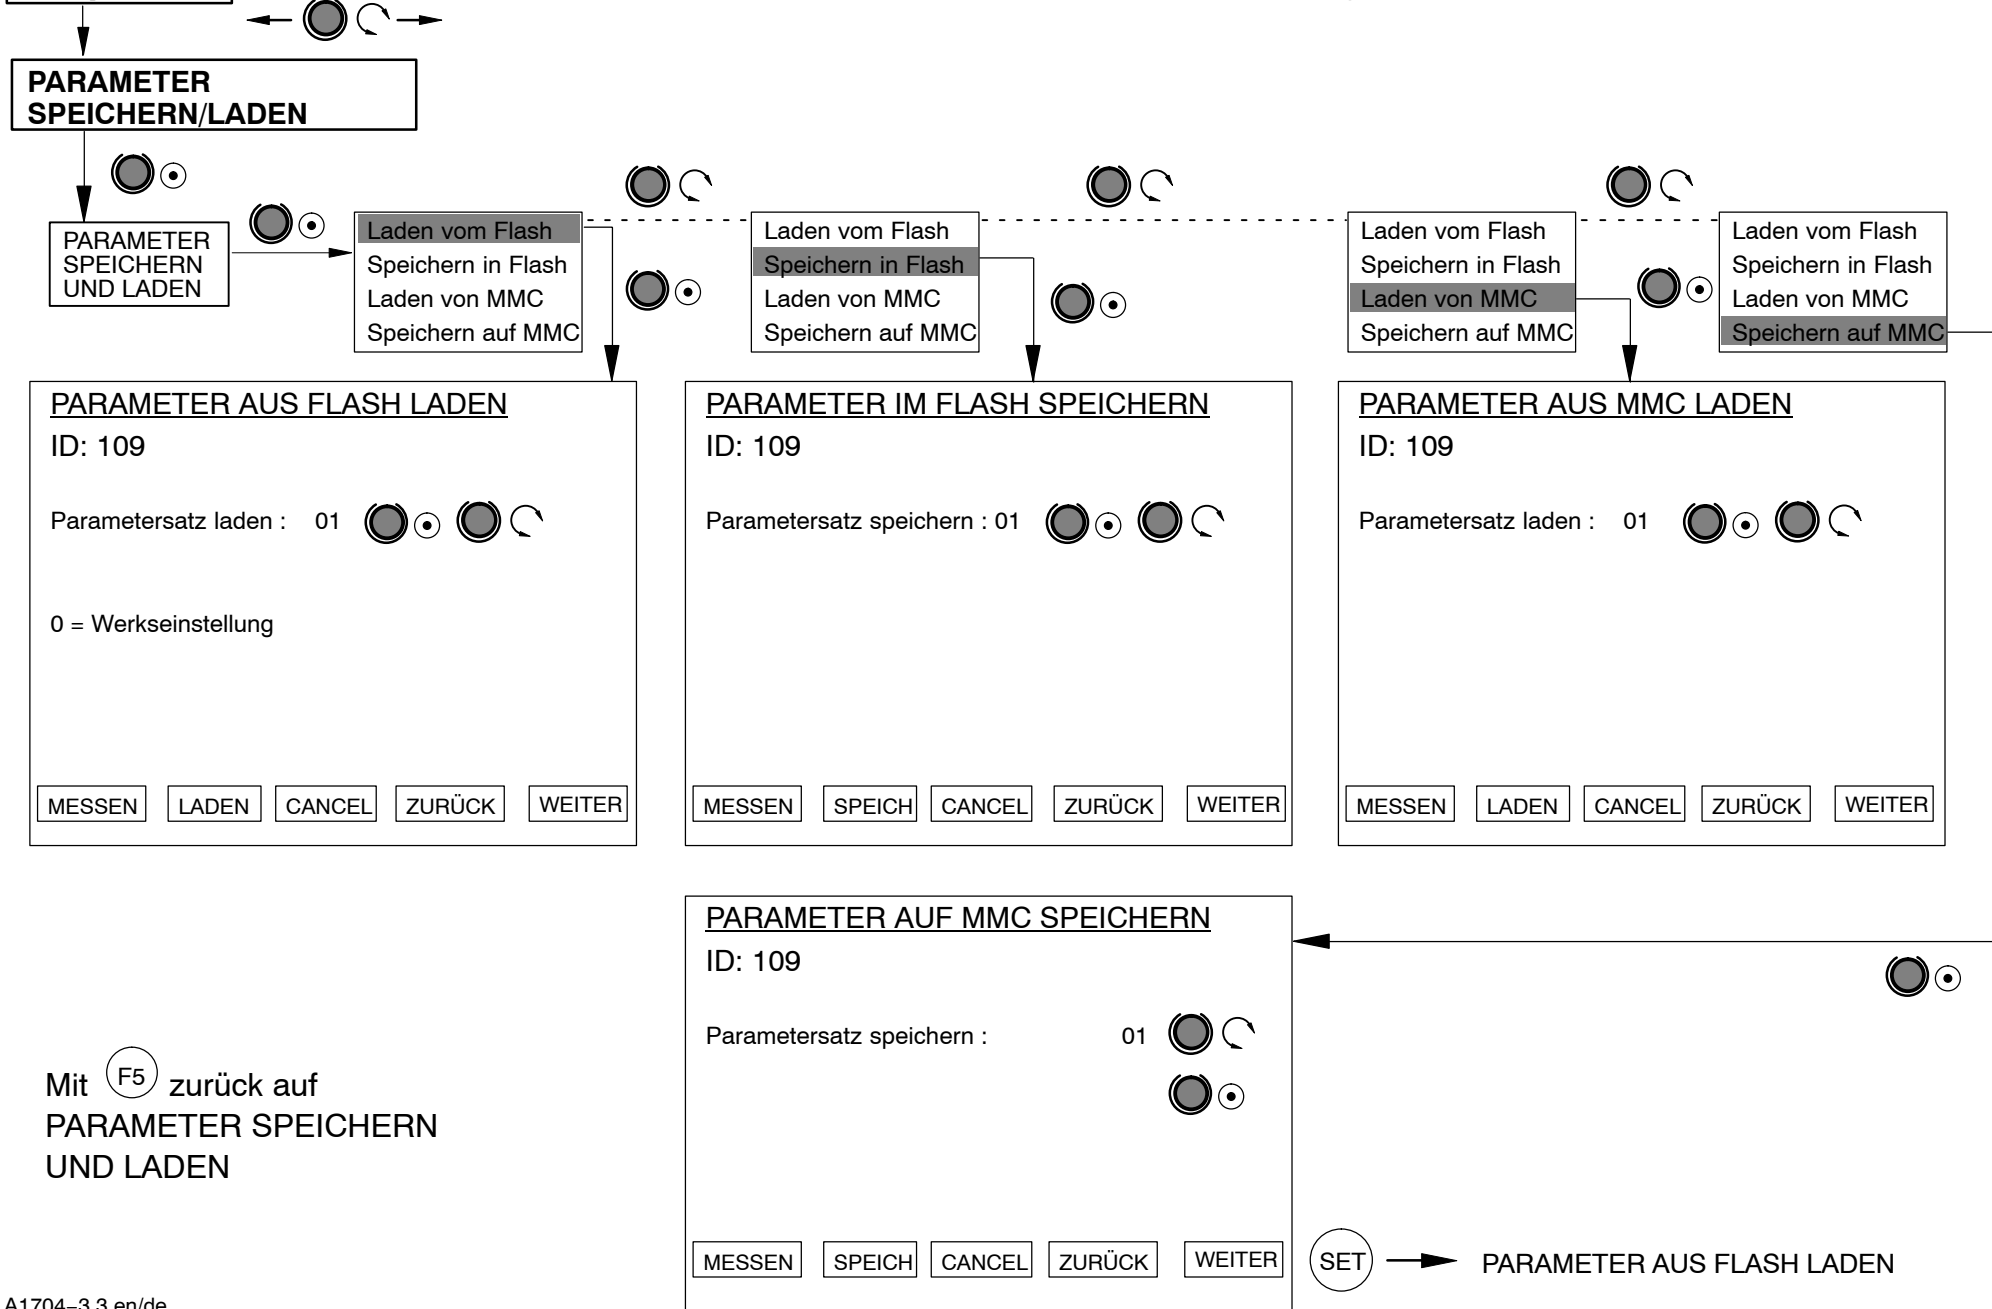 PARAMETER
SPEICHERN/LADEN
PARAMETER
SPEICHERN
UND LADEN
Laden vom Flash
Speichern in Flash
Laden von MMC
Speichern auf MMC
Laden vom Flash
Speichern in Flash
Laden von MMC
Speichern auf MMC
Laden vom Flash
Speichern in Flash
Laden von MMC
Speichern auf MMC
Laden vom Flash
Speichern in Flash
Laden von MMC
Speichern auf MMC
PARAMETER AUS FLASH LADEN
ID: 109
Parametersatz laden : 01
0 = Werkseinstellung
MESSEN LADEN CANCEL ZURÜCK WEITER
PARAMETER IM FLASH SPEICHERN
ID: 109
Parametersatz speichern : 01
MESSEN SPEICH CANCEL ZURÜCK WEITER
PARAMETER AUS MMC LADEN
ID: 109
Parametersatz laden : 01
MESSEN LADEN CANCEL ZURÜCK WEITER
PARAMETER AUF MMC SPEICHERN
ID: 109
Parametersatz speichern : 01
MESSEN SPEICH CANCEL ZURÜCK WEITER
Mit F5 zurück auf
PARAMETER SPEICHERN
UND LADEN
SET PARAMETER AUS FLASH LADEN
A1704−3.3 en/de